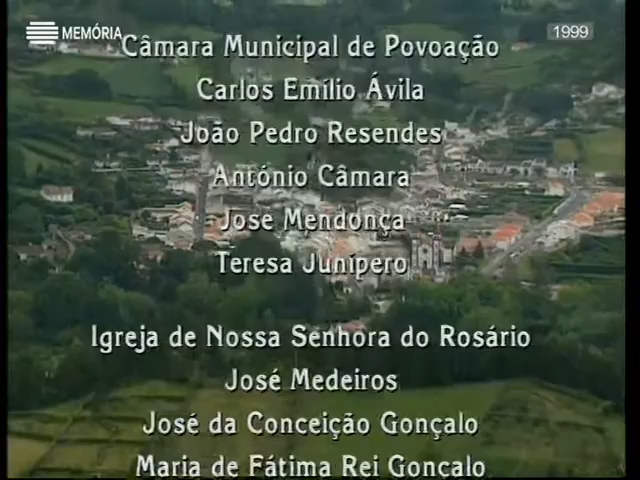 MEMÓRIA
1999
Câmara Municipal de Povoação
Carlos Emílio Ávila
João Pedro Resendes
António Câmara
Jose Mendonça
Teresa Junípero
Igreja de Nossa Senhora do Rosário
José Medeiros
José da Conceição Gonçalo
Maria de Fátima Rei Gonçalo